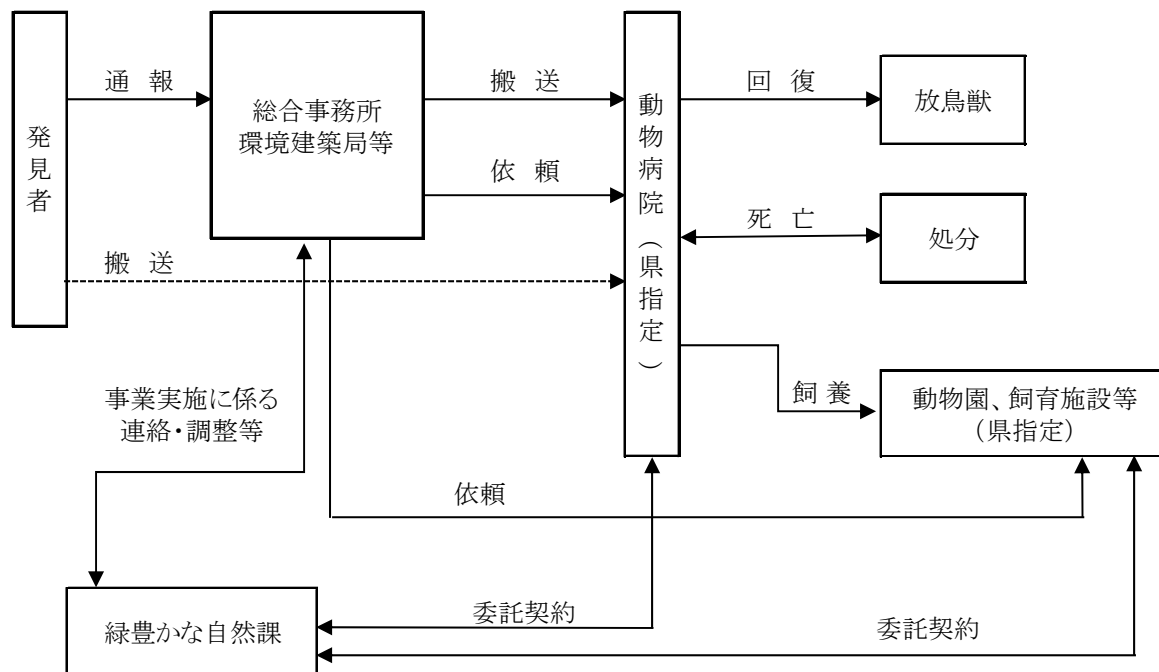 発見者
通 報
総合事務所
環境建築局等
搬 送
依 頼
搬 送
動物病院（県指定）
回 復
放鳥獣
死 亡
処分
飼 養
動物園、飼育施設等
（県指定）
事業実施に係る
連絡・調整等
依頼
緑豊かな自然課
委託契約
委託契約